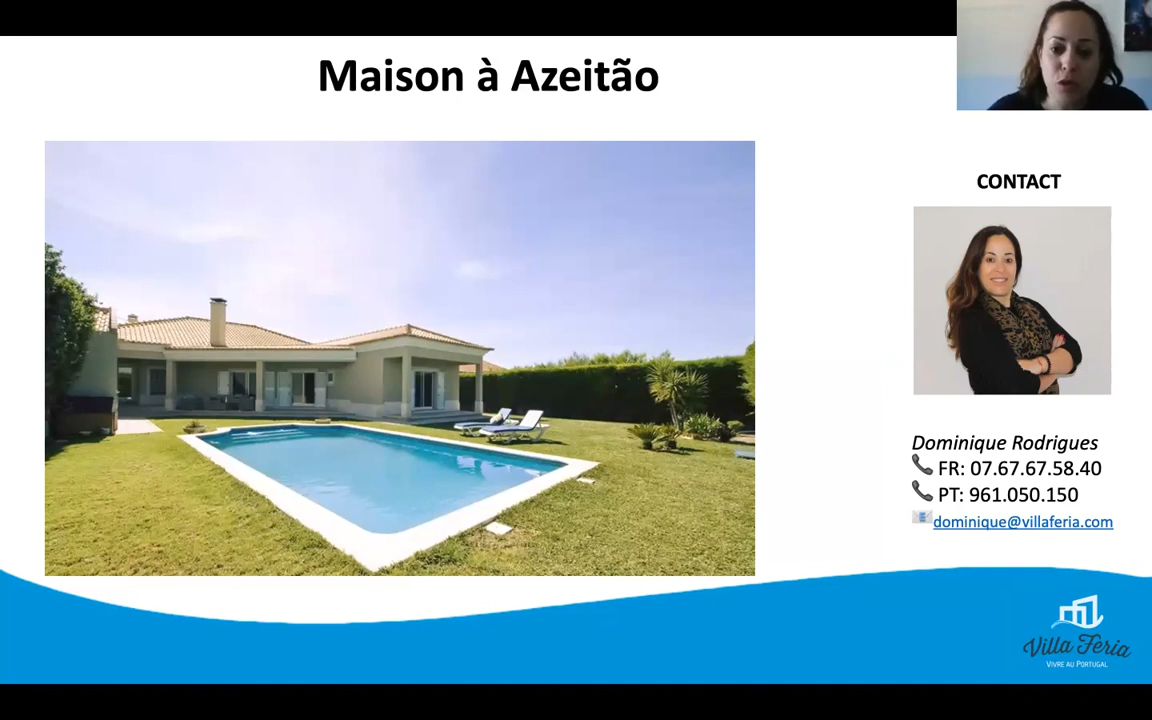 Maison à Azeitão
CONTACT
Dominique Rodrigues
FR: 07.67.67.58.40
PT: 961.050.150
dominique@villaferia.com
Villa Feria
VIVRE AU PORTUGAL